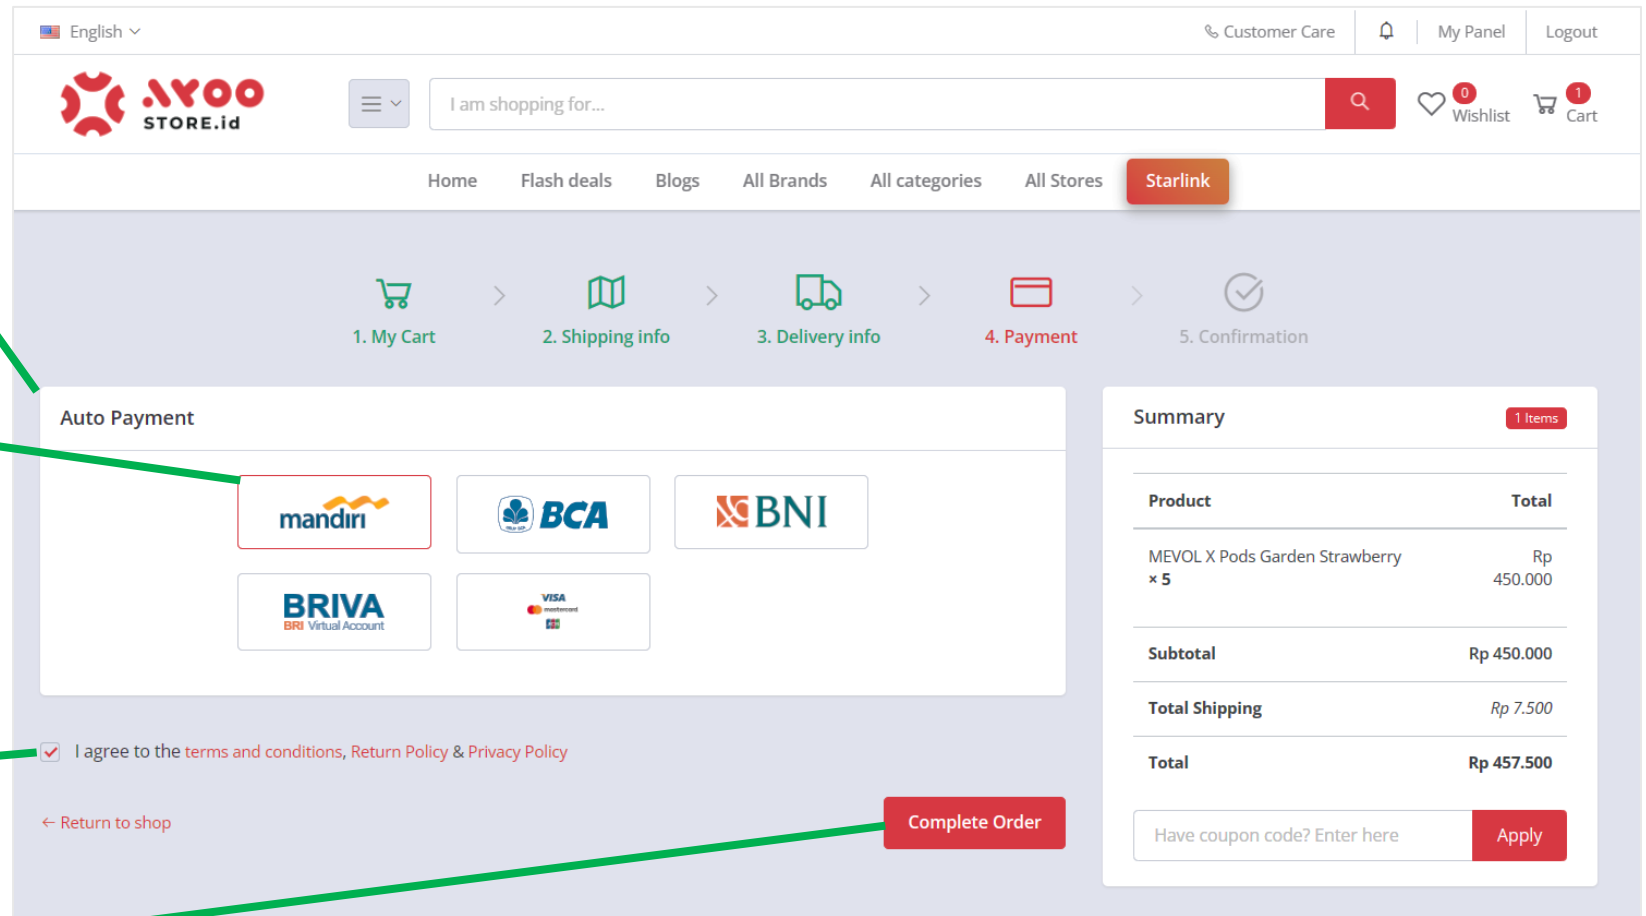 English
Customer Care
My Panel
Logout
AYOO
STORE.id
I am shopping for...
0
Wishlist
1
Cart
Home
Flash deals
Blogs
All Brands
All categories
All Stores
Starlink
1. My Cart
2. Shipping info
3. Delivery info
4. Payment
5. Confirmation
Auto Payment
mandiri
BCA
BNI
BRIVA
BRI Virtual Account
VISA
mastercard
JCB
I agree to the terms and conditions, Return Policy & Privacy Policy
← Return to shop
Complete Order
Summary
1 Items
Product Total
MEVOL X Pods Garden Strawberry Rp
× 5 450.000
Subtotal Rp 450.000
Total Shipping Rp 7.500
Total Rp 457.500
Have coupon code? Enter here
Apply